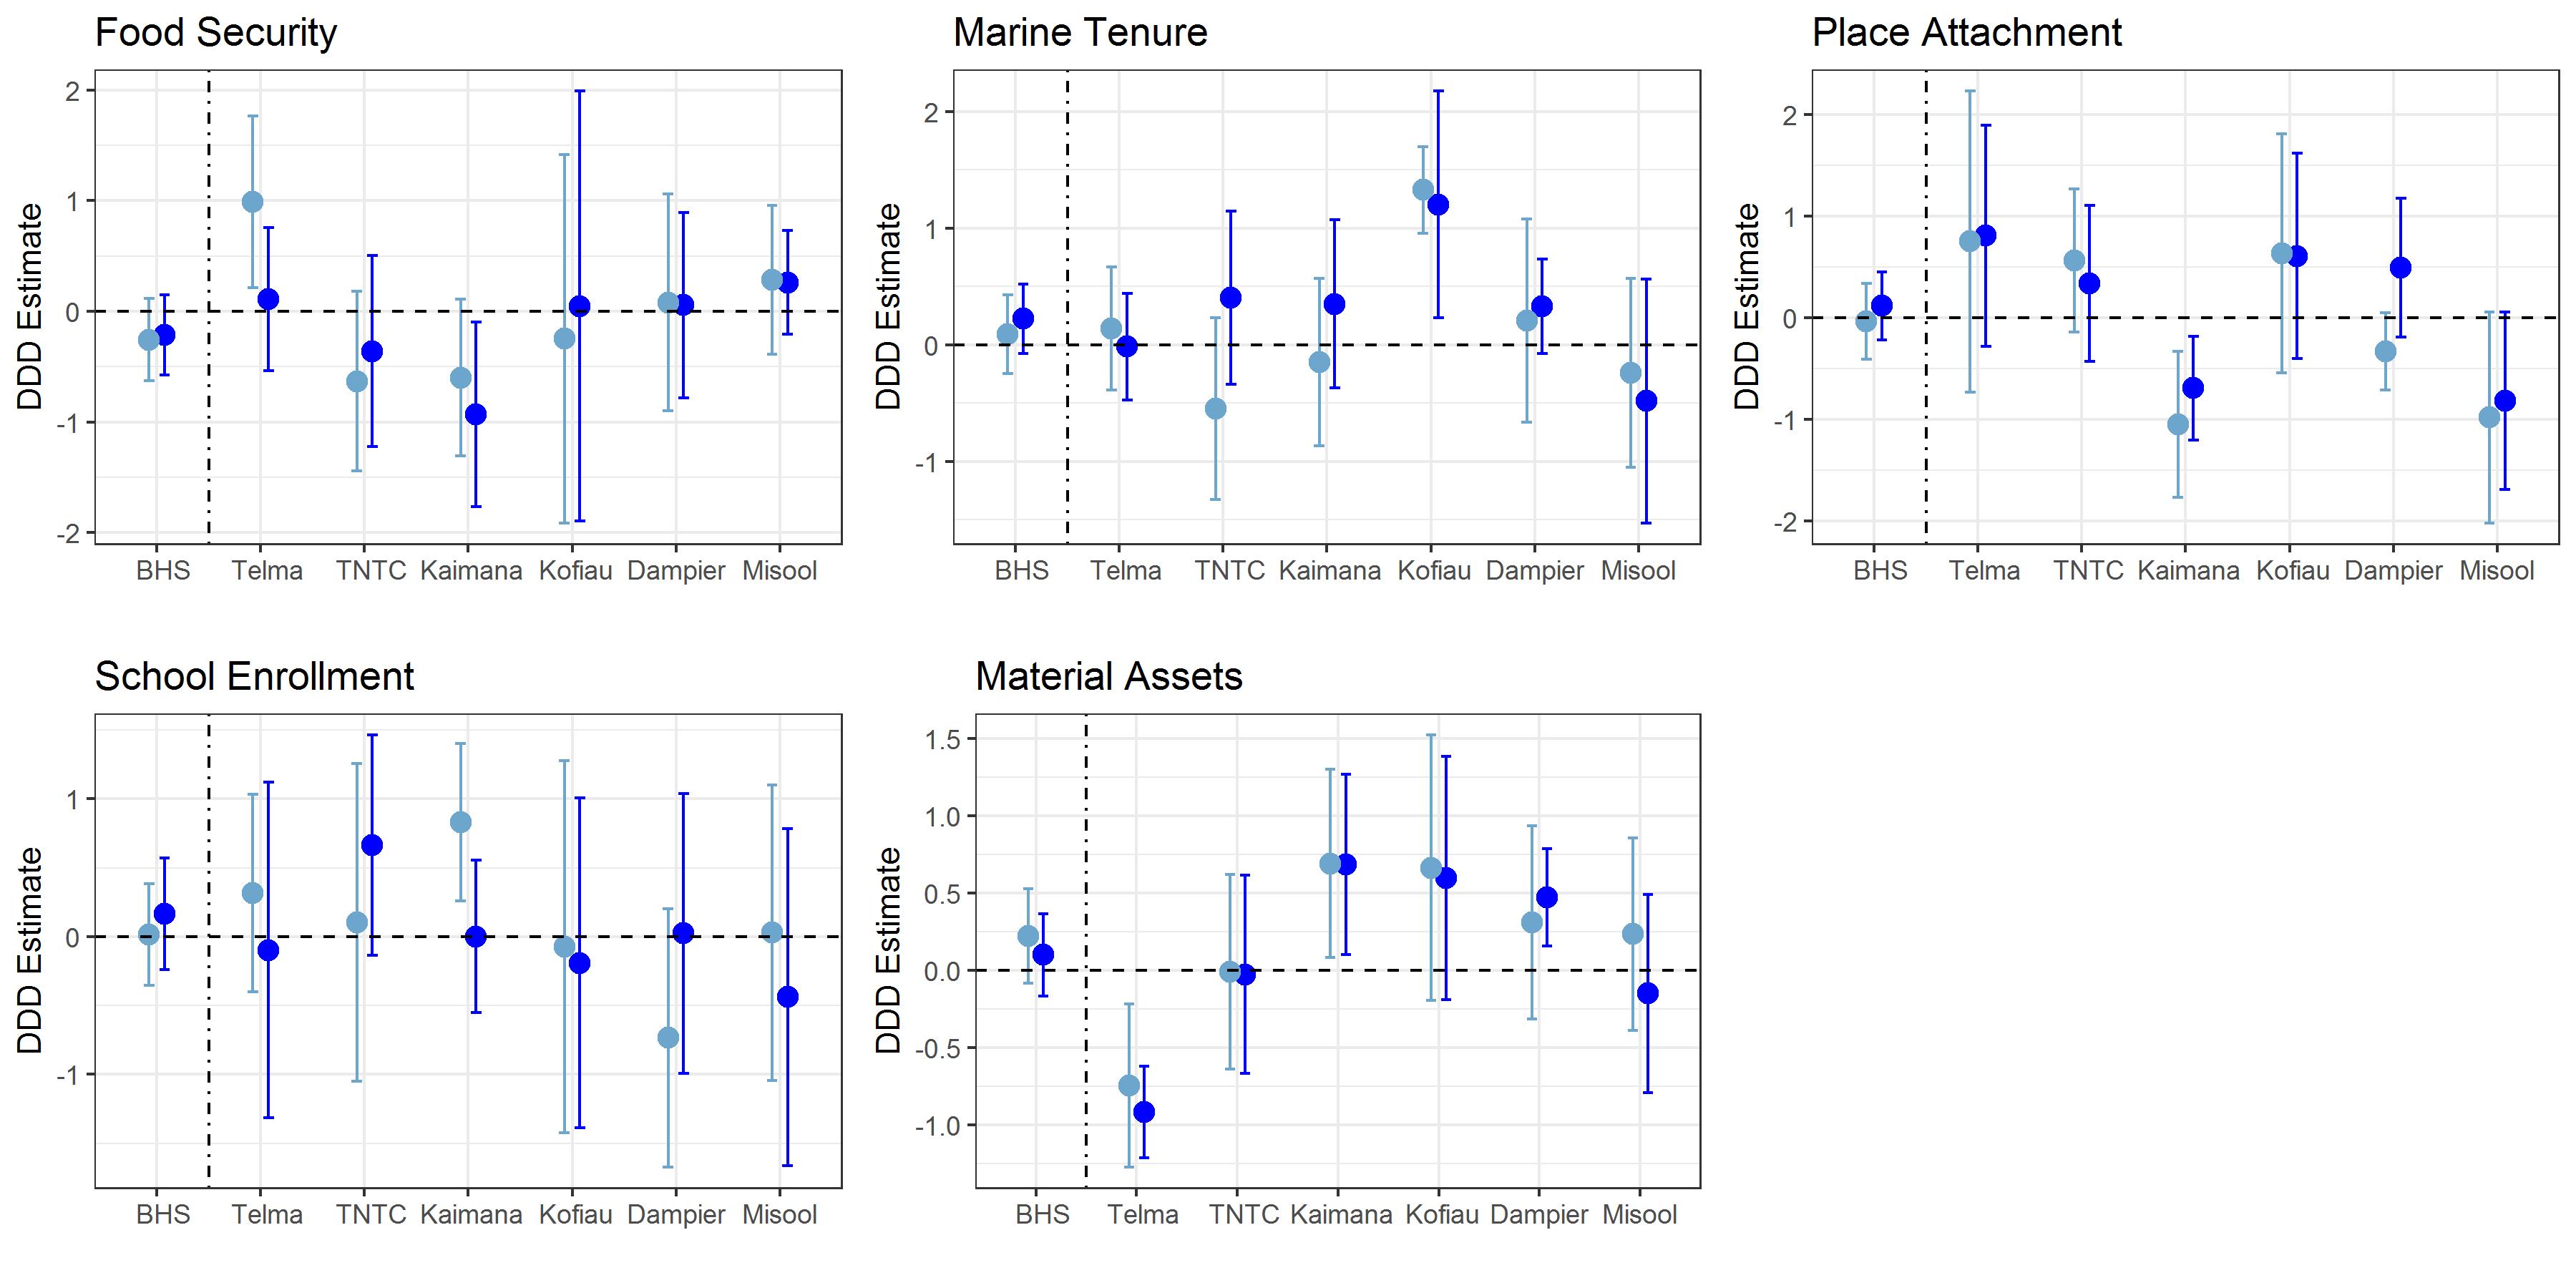 Food Security
Marine Tenure
Place Attachment
DDD Estimate
2
1
0
-1
-2
BHS Telma TNTC Kaimana Kofiau Dampier Misool
DDD Estimate
2
1
0
-1
BHS Telma TNTC Kaimana Kofiau Dampier Misool
DDD Estimate
2
1
0
-1
-2
BHS Telma TNTC Kaimana Kofiau Dampier Misool
School Enrollment
Material Assets
DDD Estimate
1
0
-1
BHS Telma TNTC Kaimana Kofiau Dampier Misool
DDD Estimate
1.5
1.0
0.5
0.0
-0.5
-1.0
BHS Telma TNTC Kaimana Kofiau Dampier Misool